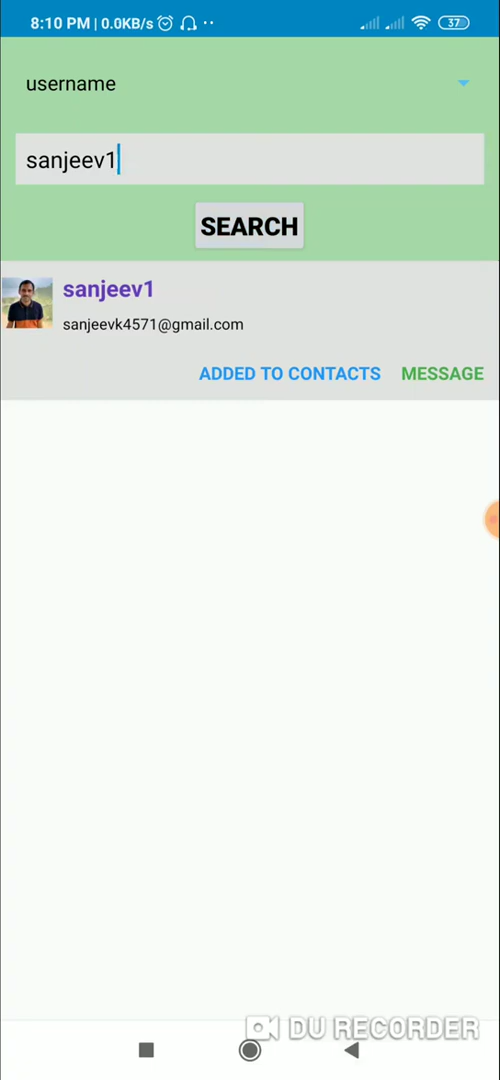 8:10 PM | 0.0KB/s
37
username
sanjeev1
SEARCH
sanjeev1
sanjeevk4571@gmail.com
ADDED TO CONTACTS MESSAGE
DU RECORDER